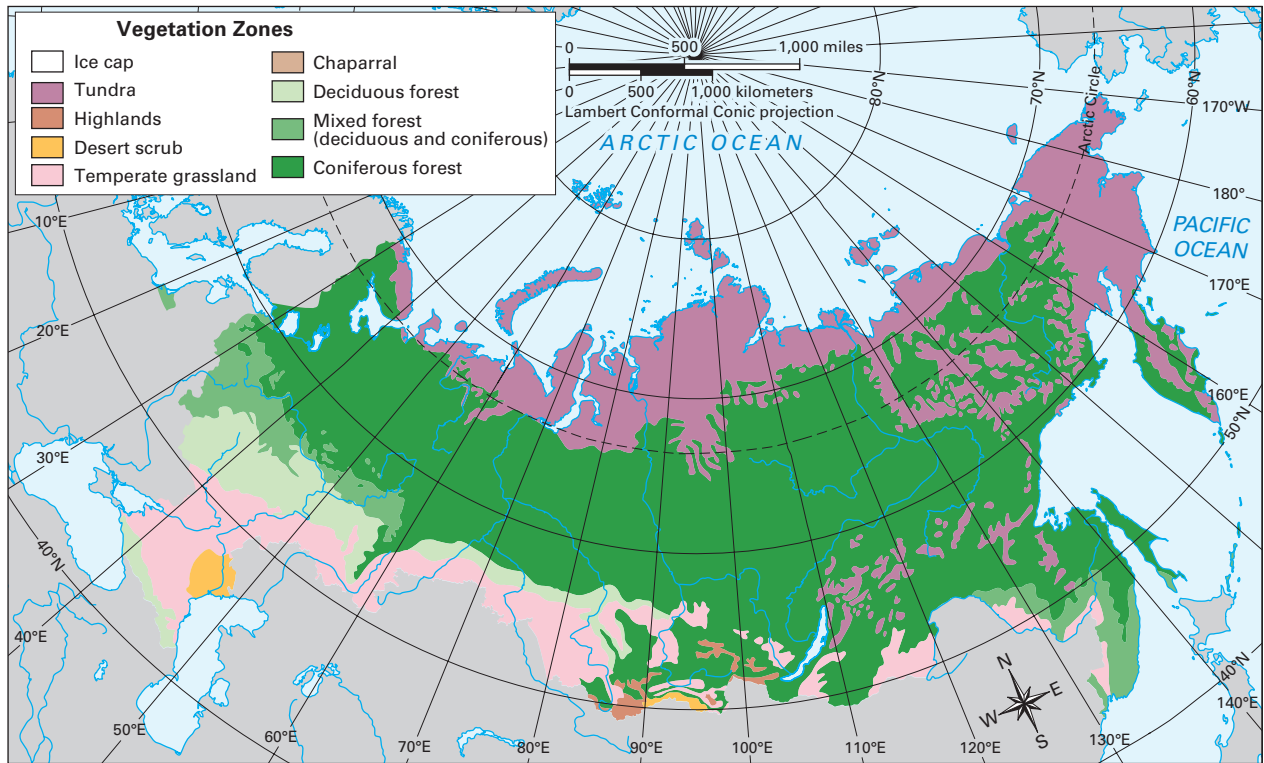 Vegetation Zones
Ice cap
Tundra
Highlands
Desert scrub
Temperate grassland
Chaparral
Deciduous forest
Mixed forest
(deciduous and coniferous)
Coniferous forest
0 500 1,000 miles
0 500 1,000 kilometers
Lambert Conformal Conic projection
ARCTIC OCEAN
80°N
70°N
Arctic Circle
60°N
170°W
180°
PACIFIC
OCEAN
170°E
160°E
50°N
10°E
20°E
30°E
40°N
40°E
50°E
60°E
70°E
80°E
90°E
100°E
110°E
120°E
130°E
140°E
40°N
N
E
W
S